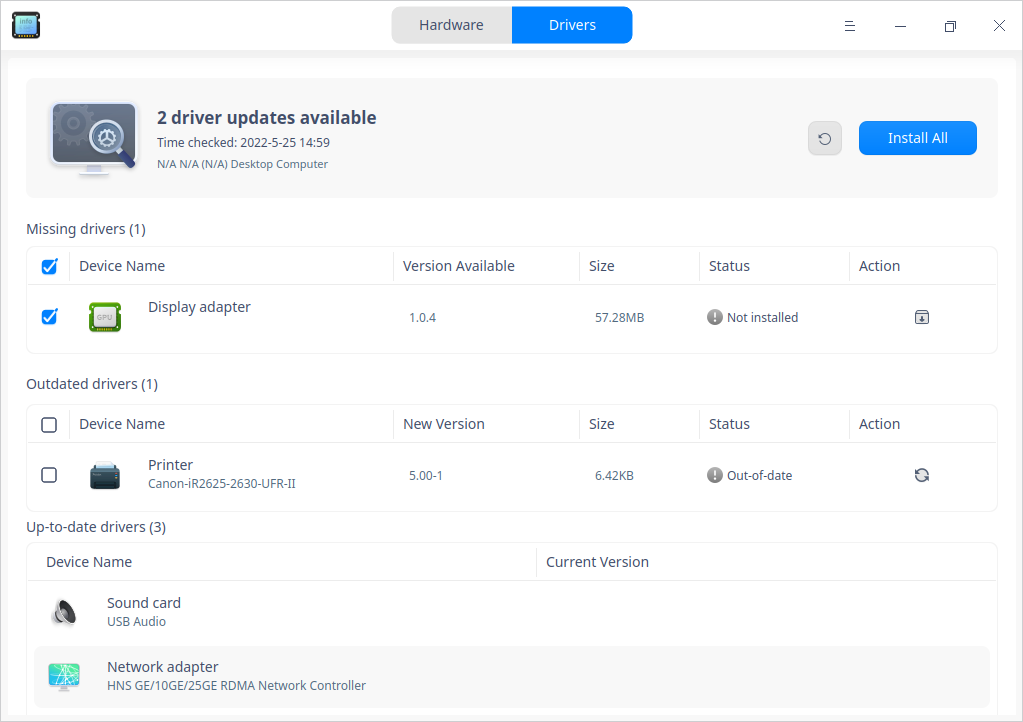 info
Hardware
Drivers
2 driver updates available
Time checked: 2022-5-25 14:59
N/A N/A (N/A) Desktop Computer
Install All
Missing drivers (1)
Device Name Version Available Size Status Action
GPU
Display adapter
1.0.4 57.28MB Not installed
Outdated drivers (1)
Device Name New Version Size Status Action
Printer
Canon-iR2625-2630-UFR-II
5.00-1 6.42KB Out-of-date
Up-to-date drivers (3)
Device Name Current Version
Sound card
USB Audio
Network adapter
HNS GE/10GE/25GE RDMA Network Controller